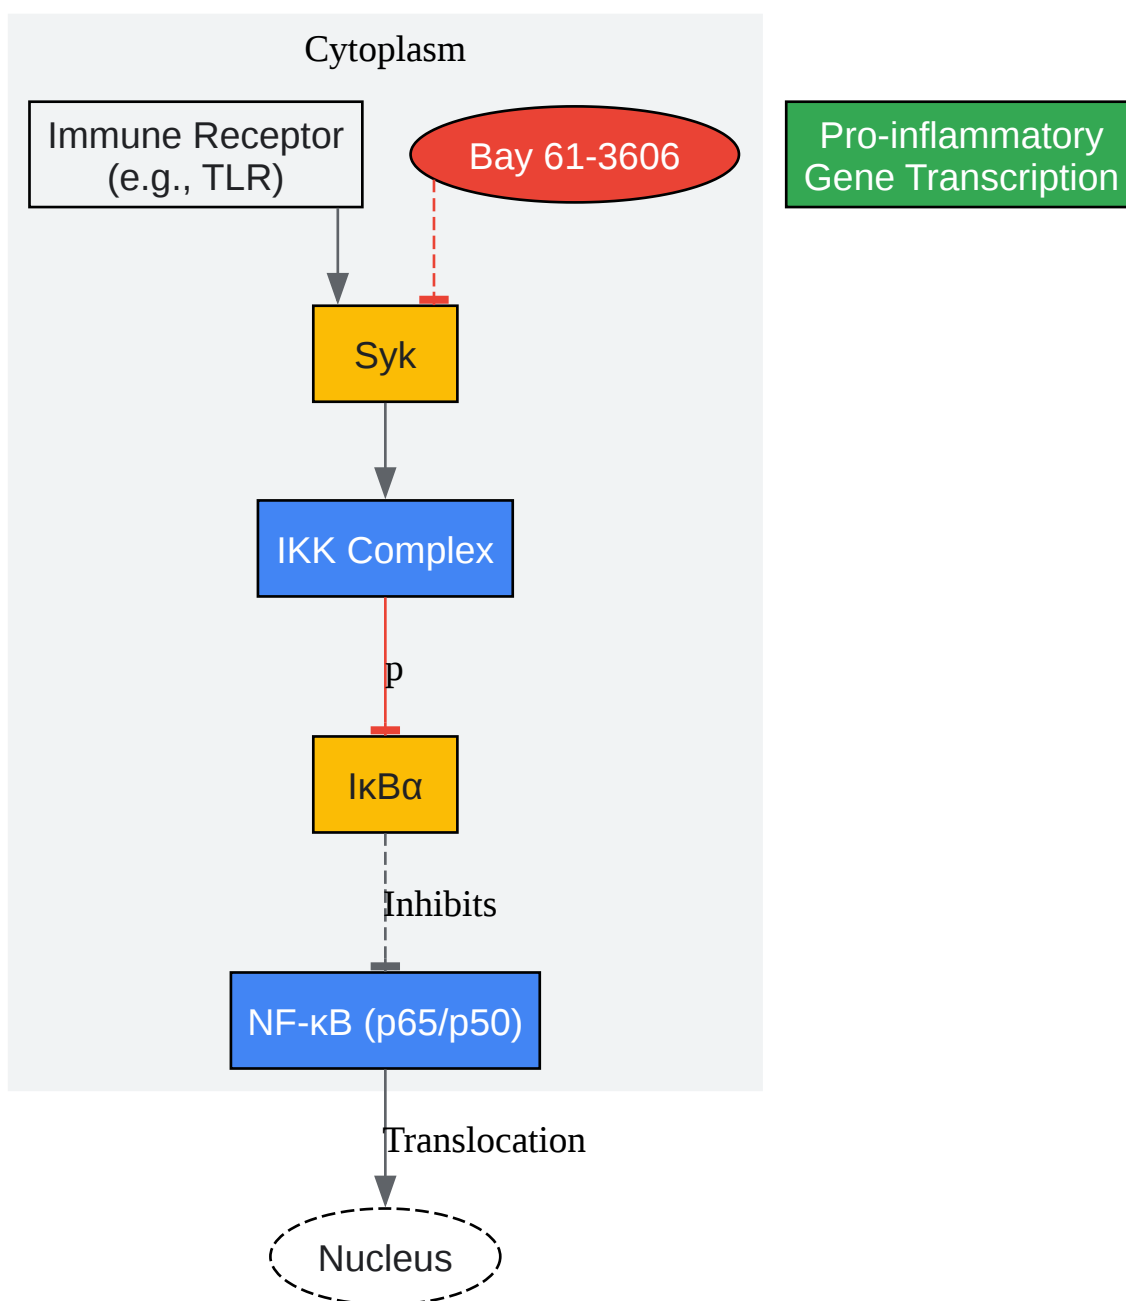 Cytoplasm
Immune Receptor
(e.g., TLR)
Bay 61-3606
Pro-inflammatory
Gene Transcription
Syk
IKK Complex
p
IκBα
Inhibits
NF-κB (p65/p50)
Translocation
Nucleus